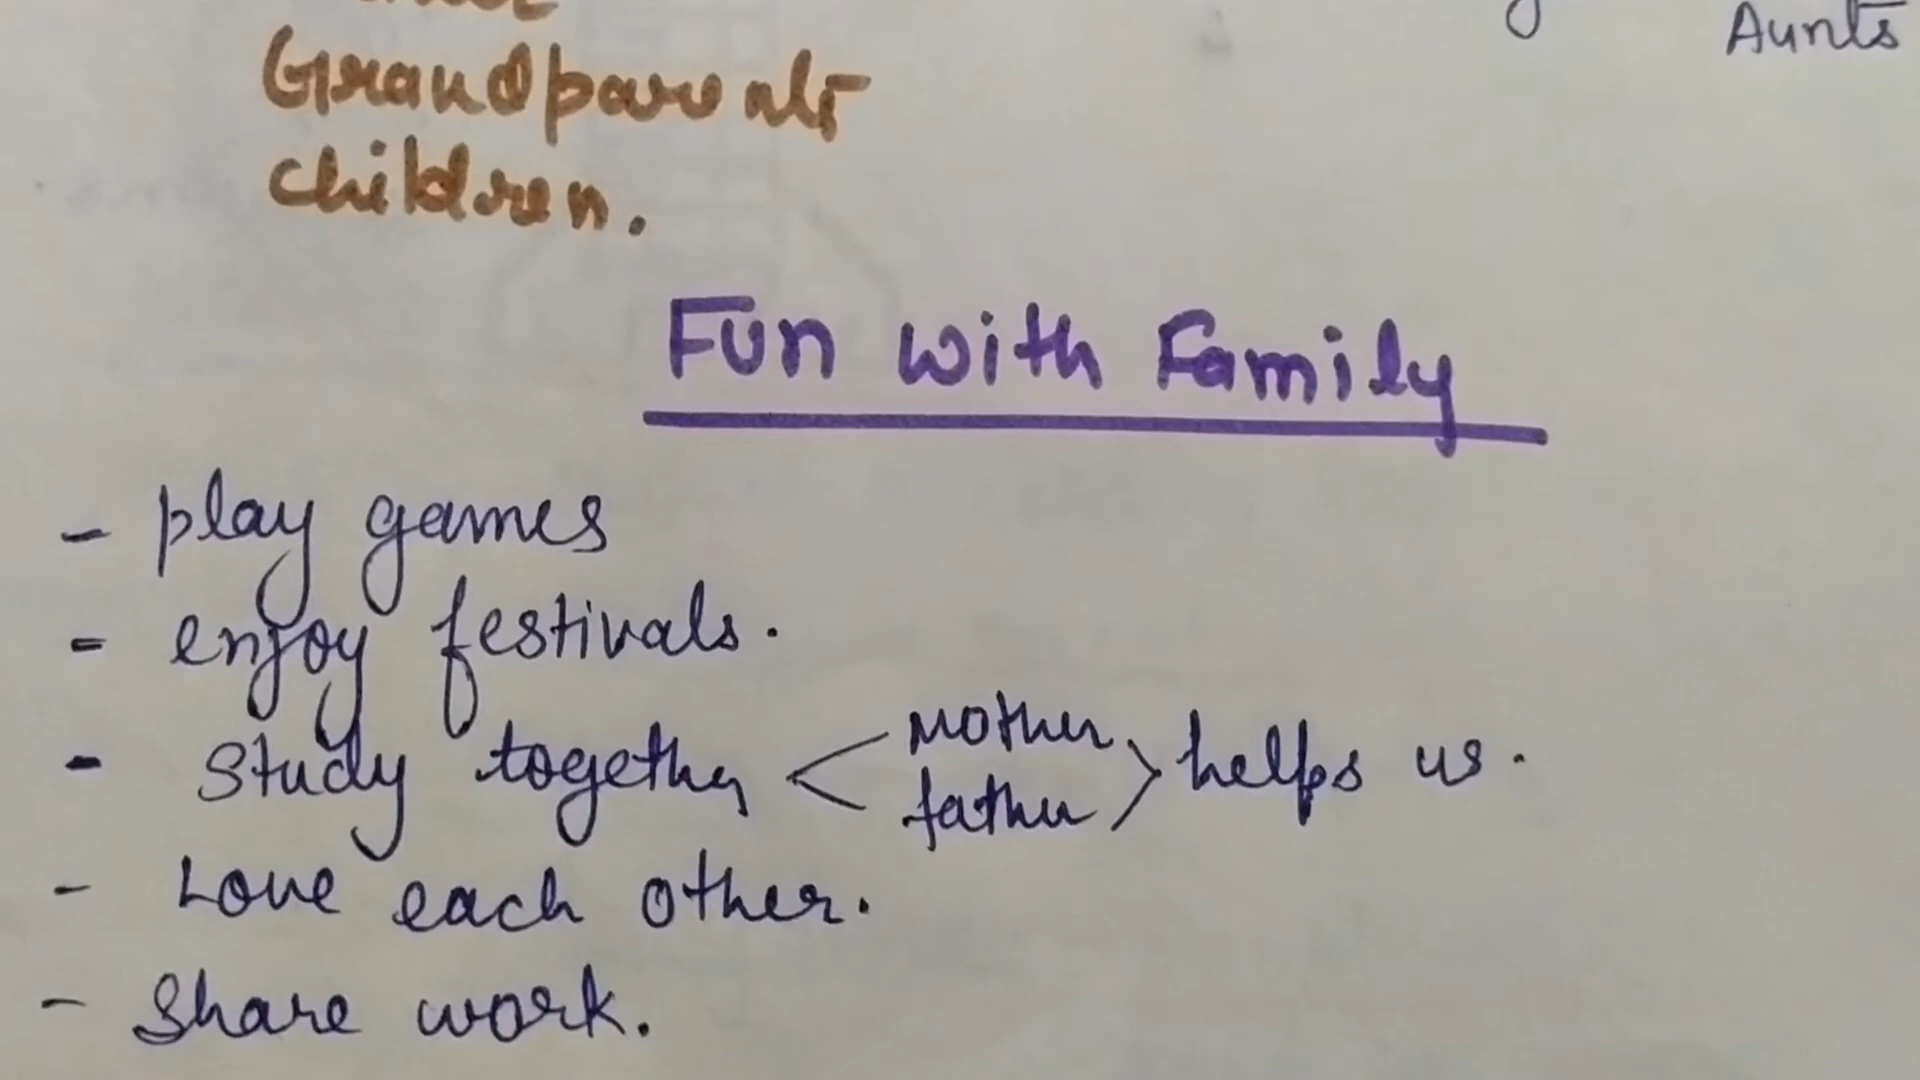 Aunts
Grandparents
children.
Fun with Family
- play games
- enjoy festivals.
- study together < mother father > helps us.
- Love each other.
- Share work.